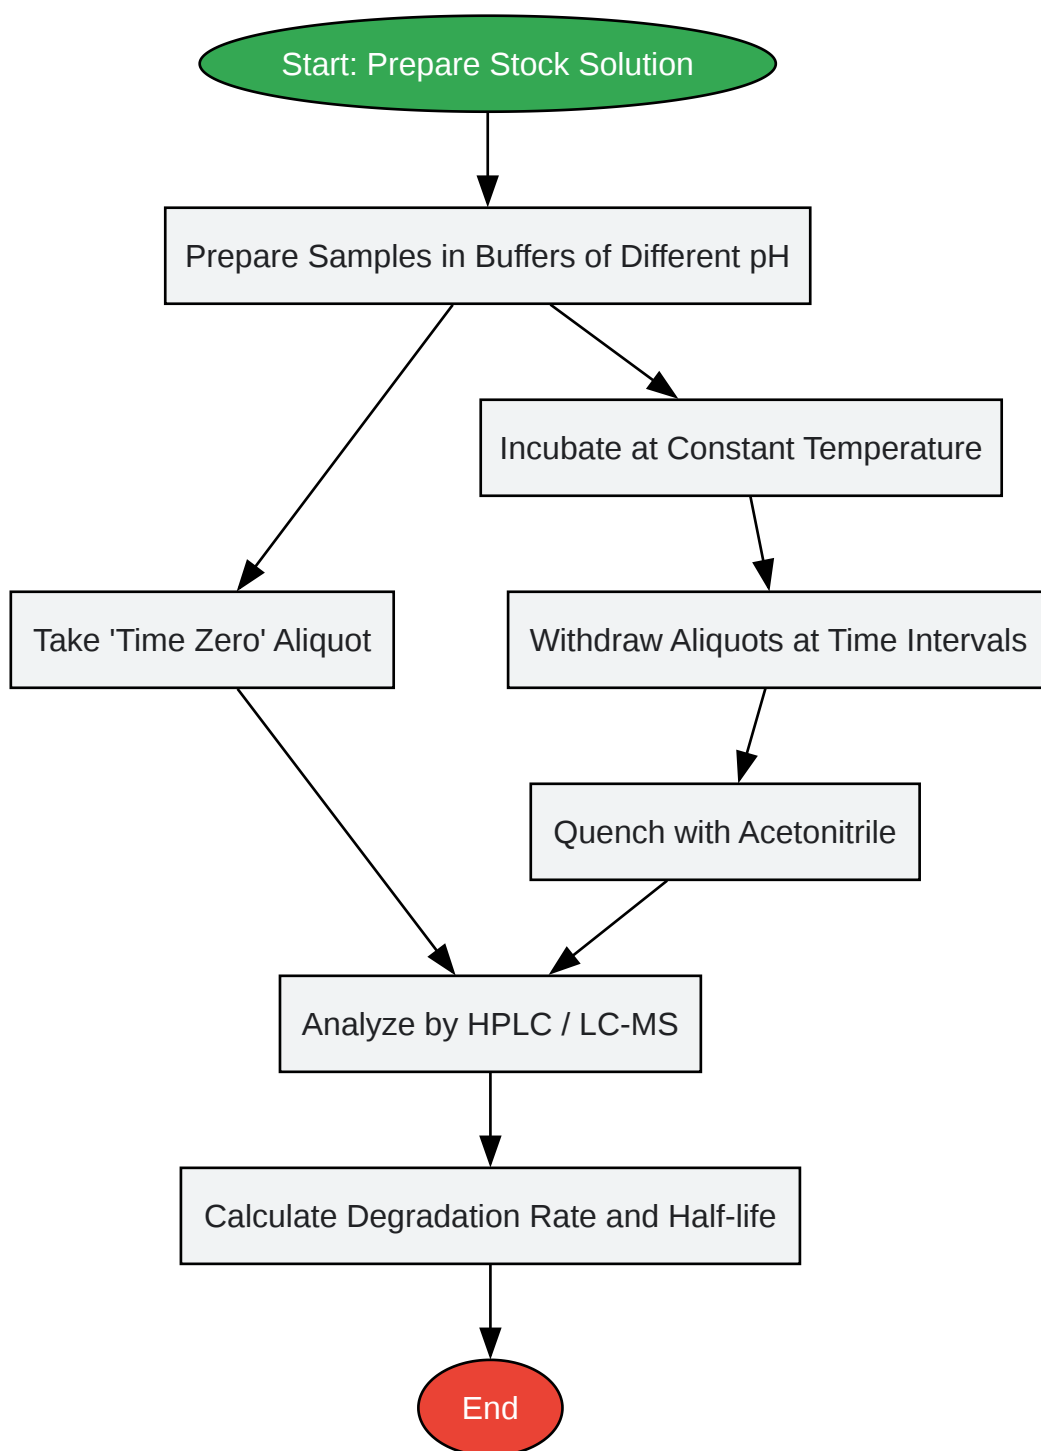 Start: Prepare Stock Solution
Prepare Samples in Buffers of Different pH
Incubate at Constant Temperature
Take 'Time Zero' Aliquot
Withdraw Aliquots at Time Intervals
Quench with Acetonitrile
Analyze by HPLC / LC-MS
Calculate Degradation Rate and Half-life
End